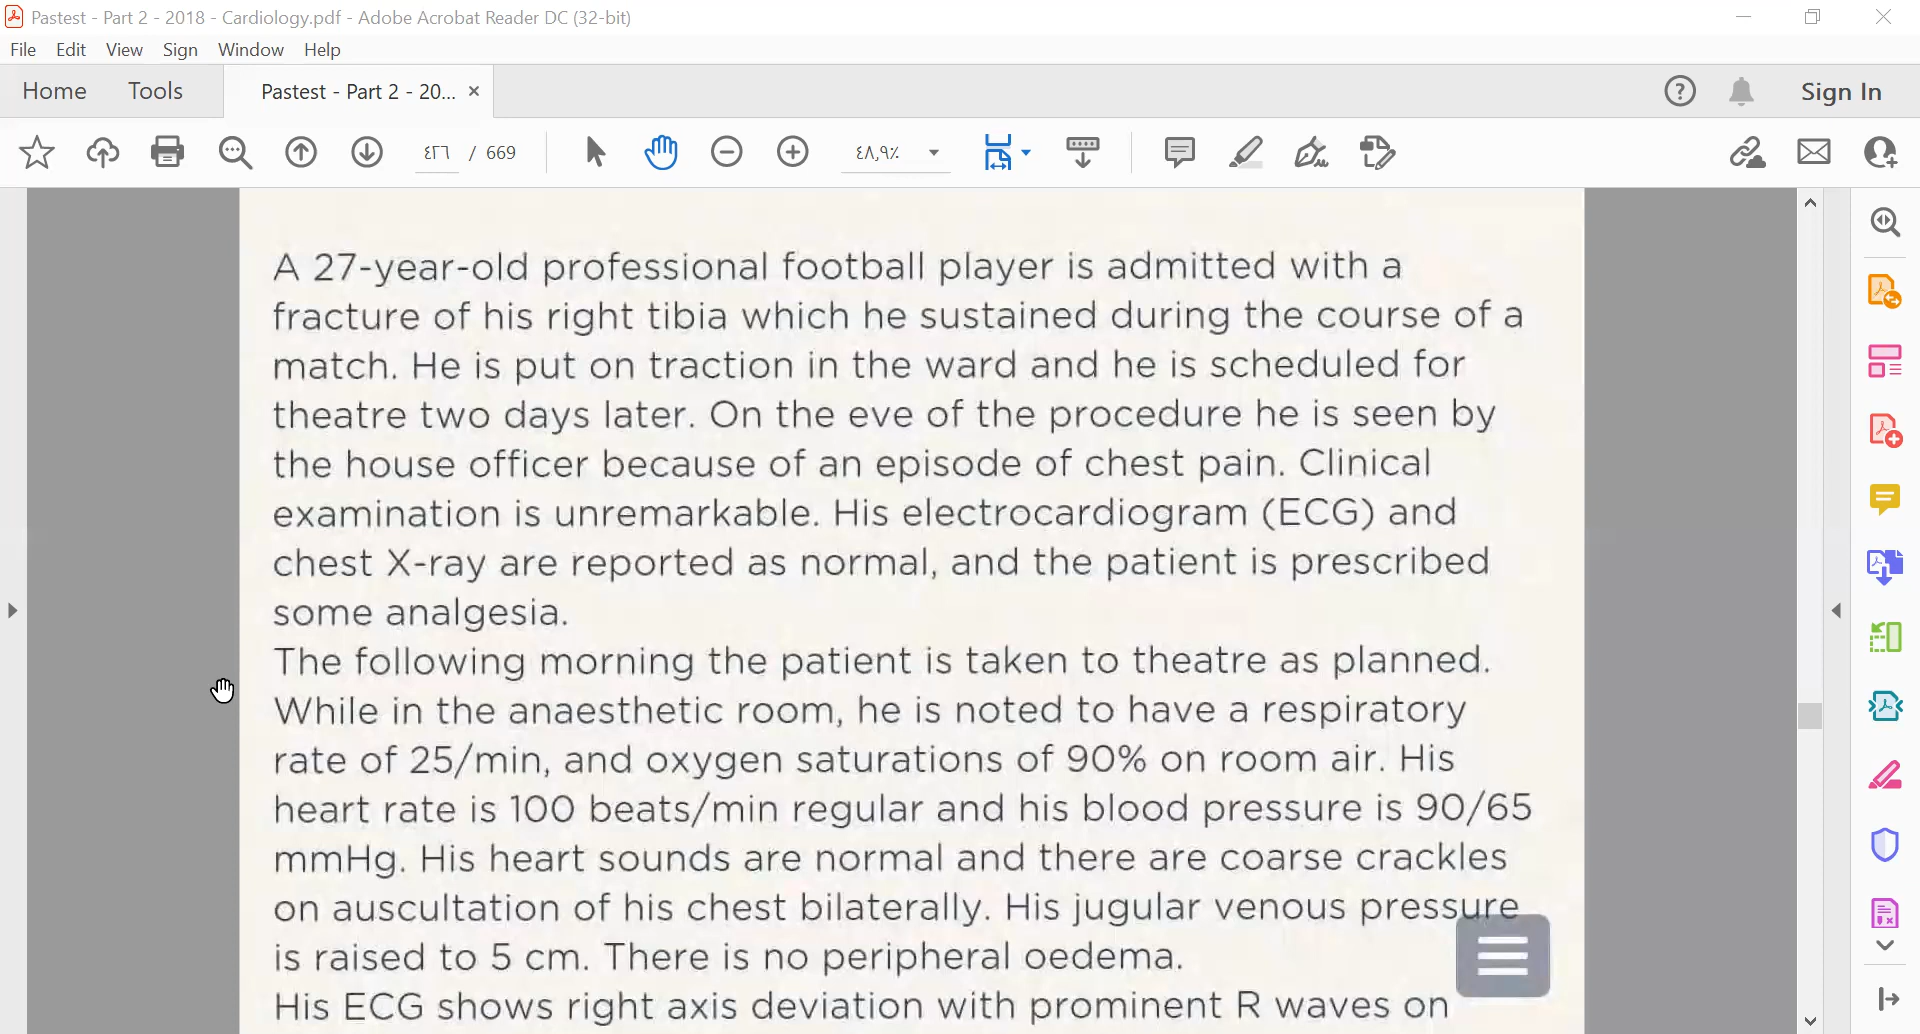 Pastest - Part 2 - 2018 - Cardiology.pdf - Adobe Acrobat Reader DC (32-bit)
File Edit View Sign Window Help
Home Tools Pastest - Part 2 - 20... × Sign In
٤٢٦ / 669 ٤٨,٩٪
A 27-year-old professional football player is admitted with a
fracture of his right tibia which he sustained during the course of a
match. He is put on traction in the ward and he is scheduled for
theatre two days later. On the eve of the procedure he is seen by
the house officer because of an episode of chest pain. Clinical
examination is unremarkable. His electrocardiogram (ECG) and
chest X-ray are reported as normal, and the patient is prescribed
some analgesia.
The following morning the patient is taken to theatre as planned.
While in the anaesthetic room, he is noted to have a respiratory
rate of 25/min, and oxygen saturations of 90% on room air. His
heart rate is 100 beats/min regular and his blood pressure is 90/65
mmHg. His heart sounds are normal and there are coarse crackles
on auscultation of his chest bilaterally. His jugular venous pressure
is raised to 5 cm. There is no peripheral oedema.
His ECG shows right axis deviation with prominent R waves on